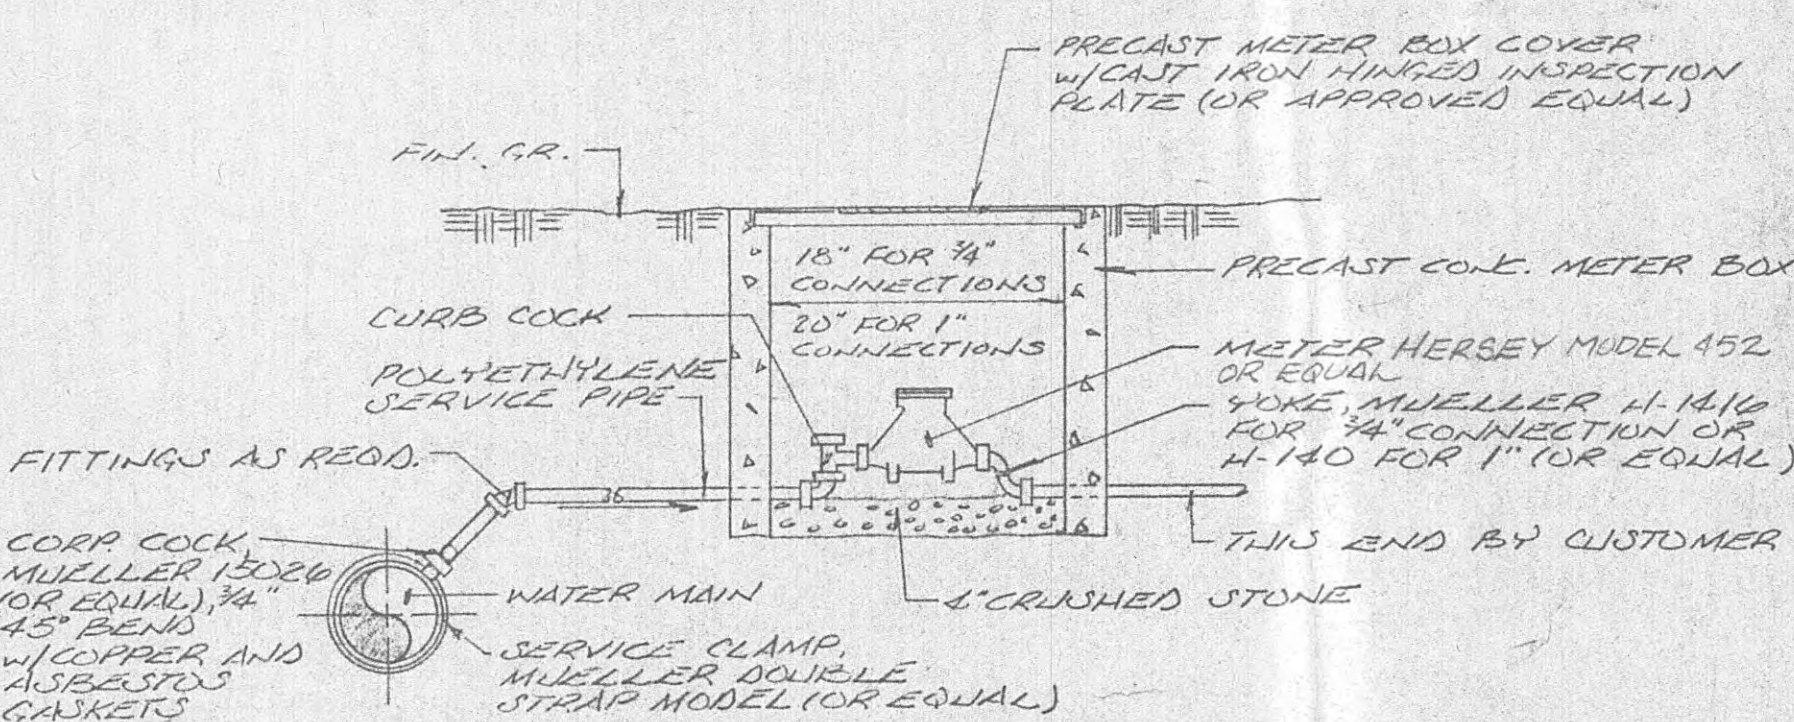 PRECAST METER BOX COVER
w/CAST IRON HINGED INSPECTION
PLATE (OR APPROVED EQUAL)
FIN. GR.
18" FOR 3/4"
CONNECTIONS
20" FOR 1"
CONNECTIONS
PRECAST CONC. METER BOX
CURB COCK
POLYETHYLENE
SERVICE PIPE
METER HERSEY MODEL 452
OR EQUAL
YOKE, MUELLER H-1416
FOR 3/4" CONNECTION OR
H-140 FOR 1" (OR EQUAL)
FITTINGS AS REQD.
THIS END BY CUSTOMER
CORP. COCK,
MUELLER 15026
(OR EQUAL), 3/4"
45° BEND
w/COPPER AND
ASBESTOS
GASKETS
WATER MAIN
4" CRUSHED STONE
SERVICE CLAMP,
MUELLER DOUBLE
STRAP MODEL (OR EQUAL)